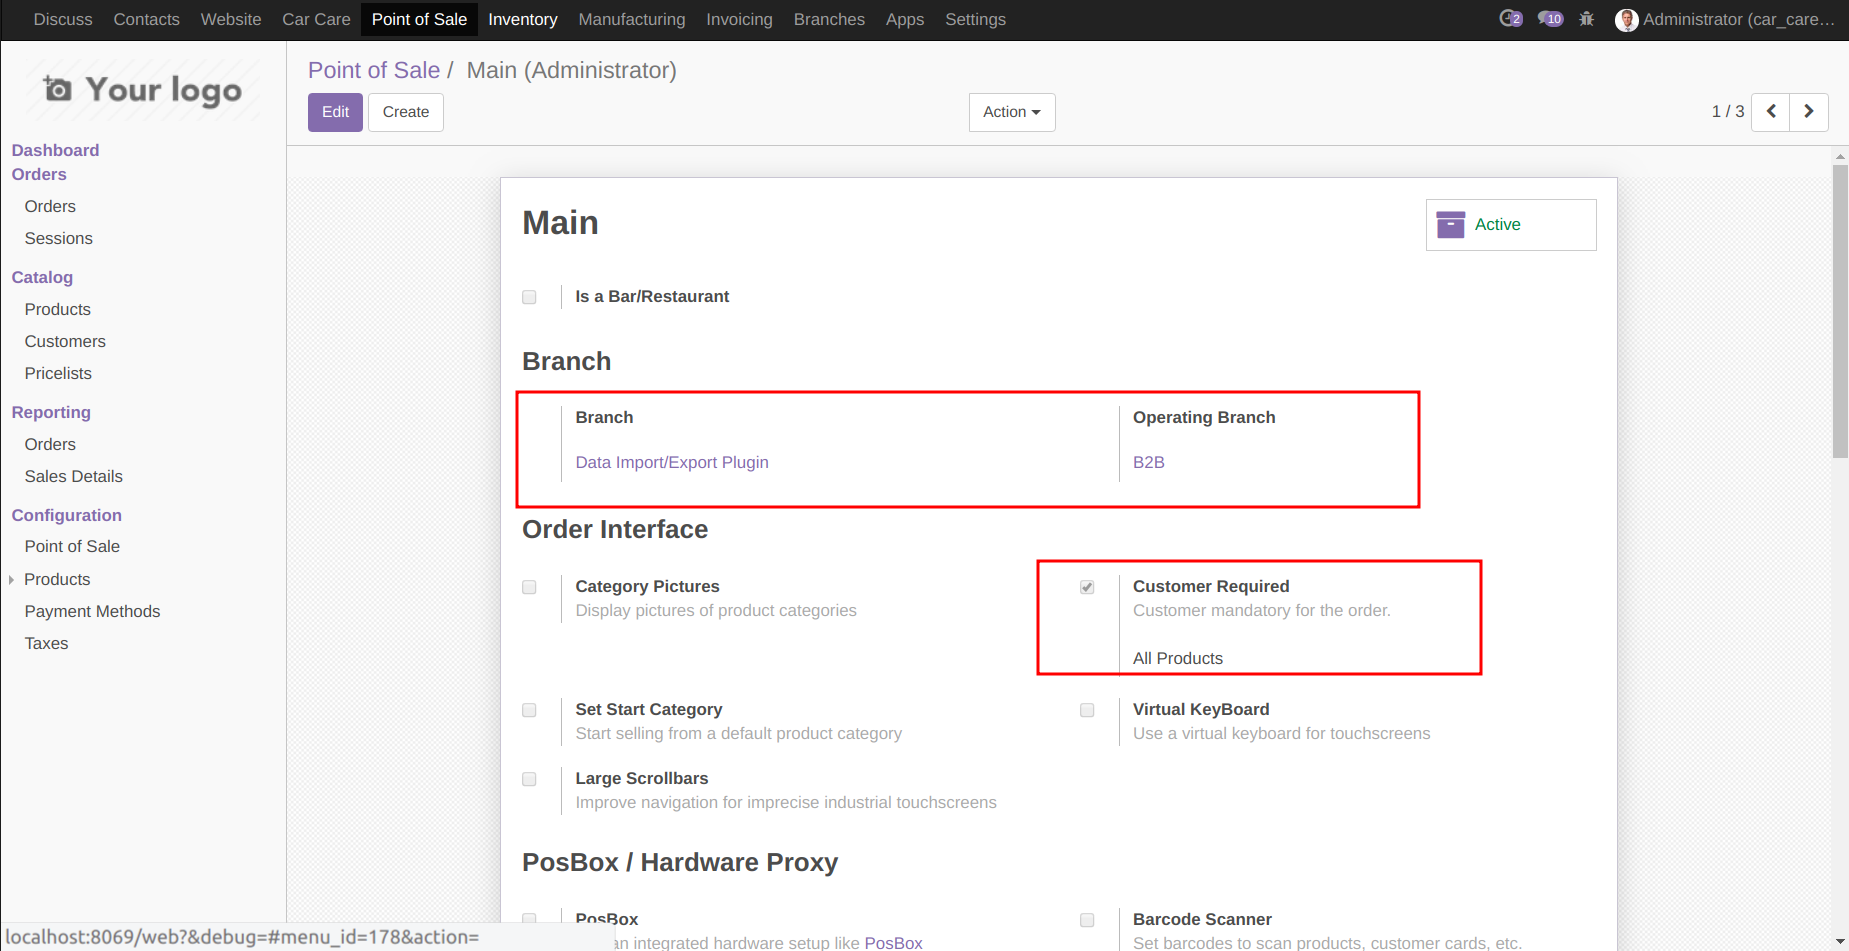 Discuss Contacts Website Car Care Point of Sale Inventory Manufacturing Invoicing Branches Apps Settings 2 10 Administrator (car_care...
Your logo
Point of Sale / Main (Administrator)
Edit Create Action 1 / 3
Dashboard
Orders
Orders
Sessions
Catalog
Products
Customers
Pricelists
Reporting
Orders
Sales Details
Configuration
Point of Sale
Products
Payment Methods
Taxes
Main
Active
Is a Bar/Restaurant
Branch
Branch Operating Branch
Data Import/Export Plugin B2B
Order Interface
Category Pictures Customer Required
Display pictures of product categories Customer mandatory for the order.
All Products
Set Start Category Virtual KeyBoard
Start selling from a default product category Use a virtual keyboard for touchscreens
Large Scrollbars
Improve navigation for imprecise industrial touchscreens
PosBox / Hardware Proxy
PosBox Barcode Scanner
an integrated hardware setup like PosBox Set barcodes to scan products, customer cards, etc.
localhost:8069/web?&debug=#menu_id=178&action=